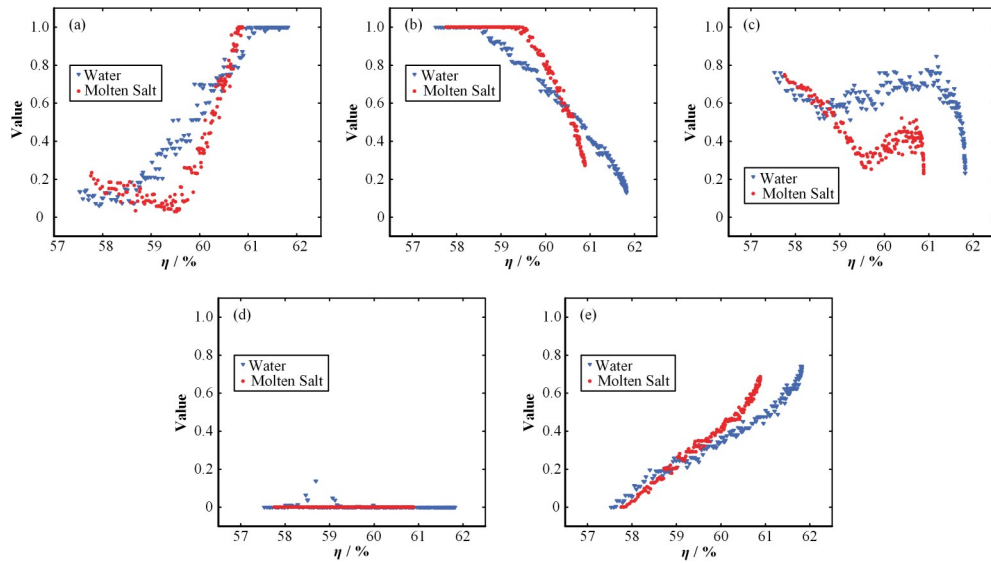 (a)
1.0
0.8
0.6
0.4
0.2
0
Value
Water
Molten Salt
57 58 59 60 61 62
η / %
(b)
1.0
0.8
0.6
0.4
0.2
0
Value
Water
Molten Salt
57 58 59 60 61 62
η / %
(c)
1.0
0.8
0.6
0.4
0.2
0
Value
Water
Molten Salt
57 58 59 60 61 62
η / %
(d)
1.0
0.8
0.6
0.4
0.2
0
Value
Water
Molten Salt
57 58 59 60 61 62
η / %
(e)
1.0
0.8
0.6
0.4
0.2
0
Value
Water
Molten Salt
57 58 59 60 61 62
η / %